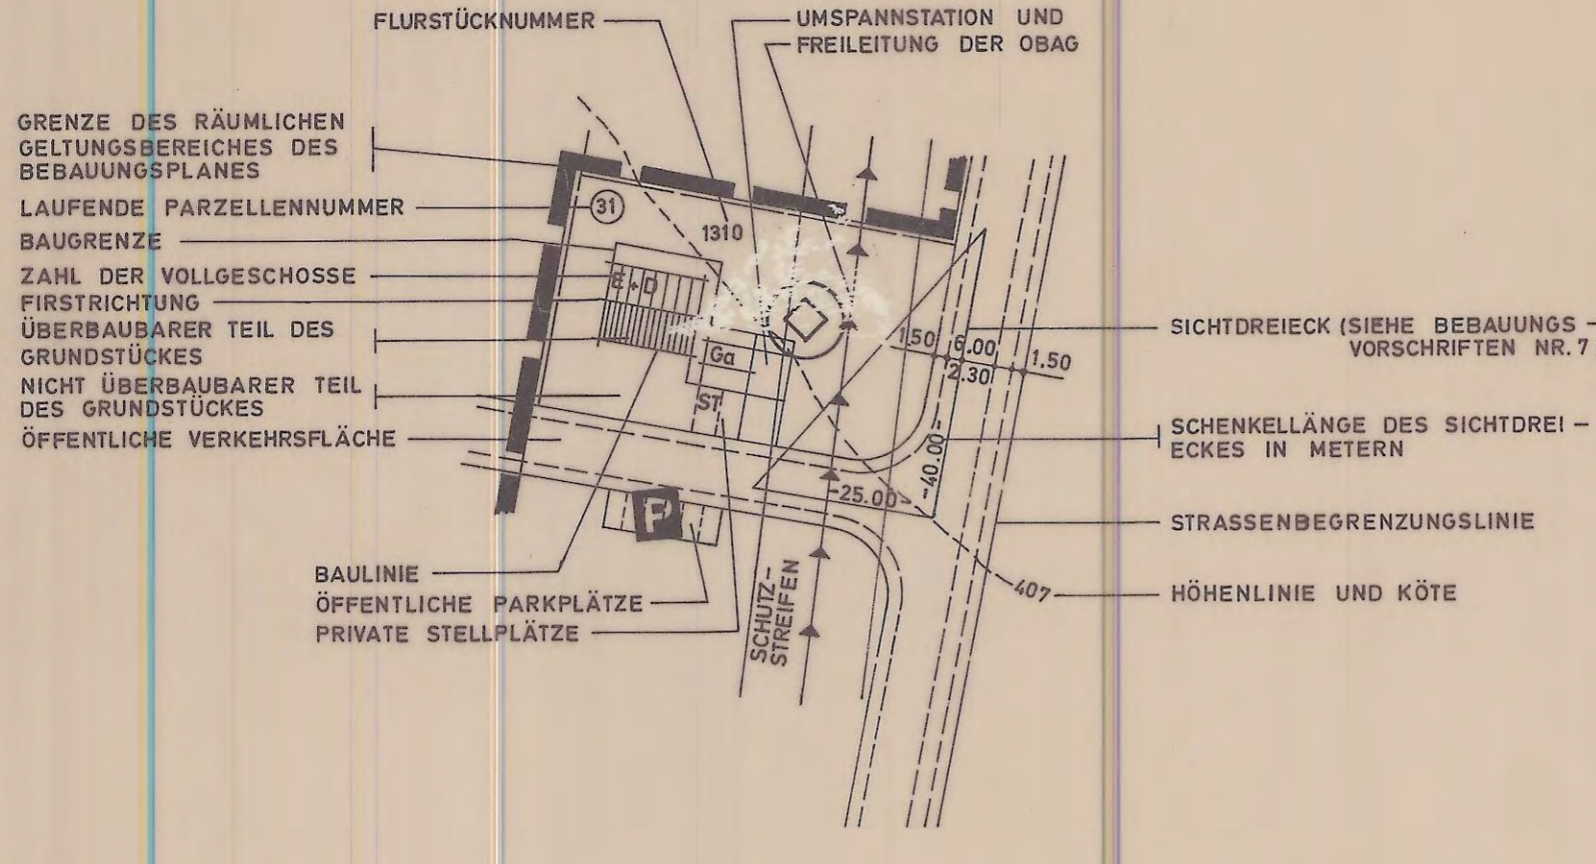 FLURSTÜCKNUMMER
UMSPANNSTATION UND
FREILEITUNG DER OBAG
GRENZE DES RÄUMLICHEN
GELTUNGSBEREICHES DES
BEBAUUNGSPLANES
LAUFENDE PARZELLENNUMMER
BAUGRENZE
ZAHL DER VOLLGESCHOSSE
FIRSTRICHTUNG
ÜBERBAUBARER TEIL DES
GRUNDSTÜCKES
NICHT ÜBERBAUBARER TEIL
DES GRUNDSTÜCKES
ÖFFENTLICHE VERKEHRSFLÄCHE
BAULINIE
ÖFFENTLICHE PARKPLÄTZE
PRIVATE STELLPLÄTZE
31
1310
E+D
Ga
ST
P
SCHUTZ-
STREIFEN
1.50
6.00
2.30
1.50
-40.00-
-25.00-
407
SICHTDREIECK (SIEHE BEBAUUNGS-
VORSCHRIFTEN NR.7
SCHENKELLÄNGE DES SICHTDREI-
ECKES IN METERN
STRASSENBEGRENZUNGSLINIE
HÖHENLINIE UND KÖTE